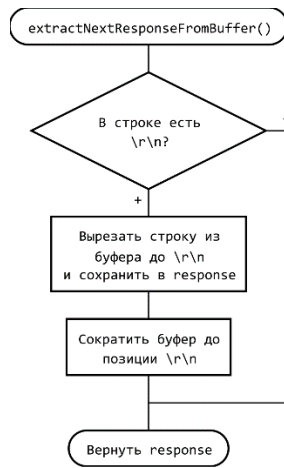 extractNextResponseFromBuffer()
В строке есть
\r\n?
+
Вырезать строку из
буфера до \r\n
и сохранить в response
Сократить буфер до
позиции \r\n
Вернуть response